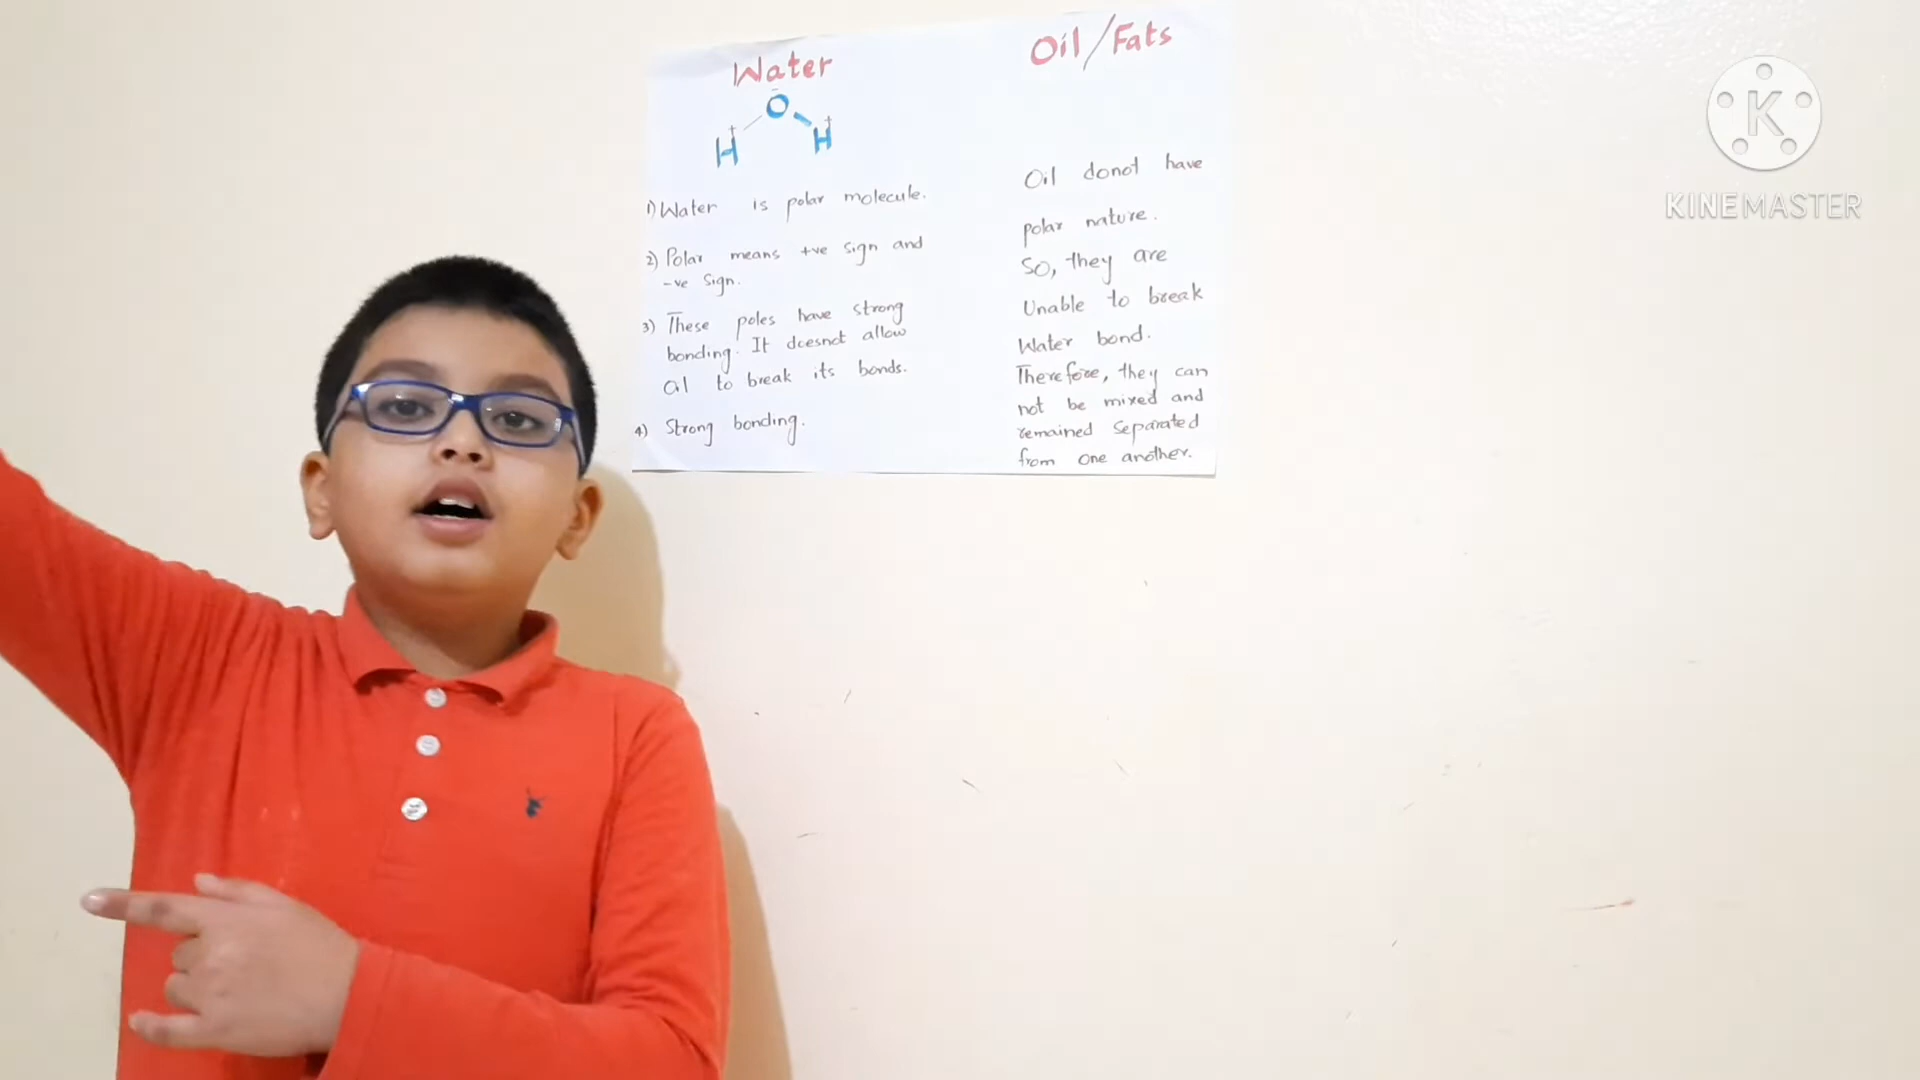 Water
O
H+ H+
1) Water is polar molecule.
2) Polar means +ve sign and
-ve sign.
3) These poles have strong
bonding. It doesnot allow
Oil to break its bonds.
4) Strong bonding.
Oil/Fats
Oil donot have
polar nature.
So, they are
Unable to break
Water bond.
Therefore, they can
not be mixed and
remained separated
from one another.
K
KINEMASTER